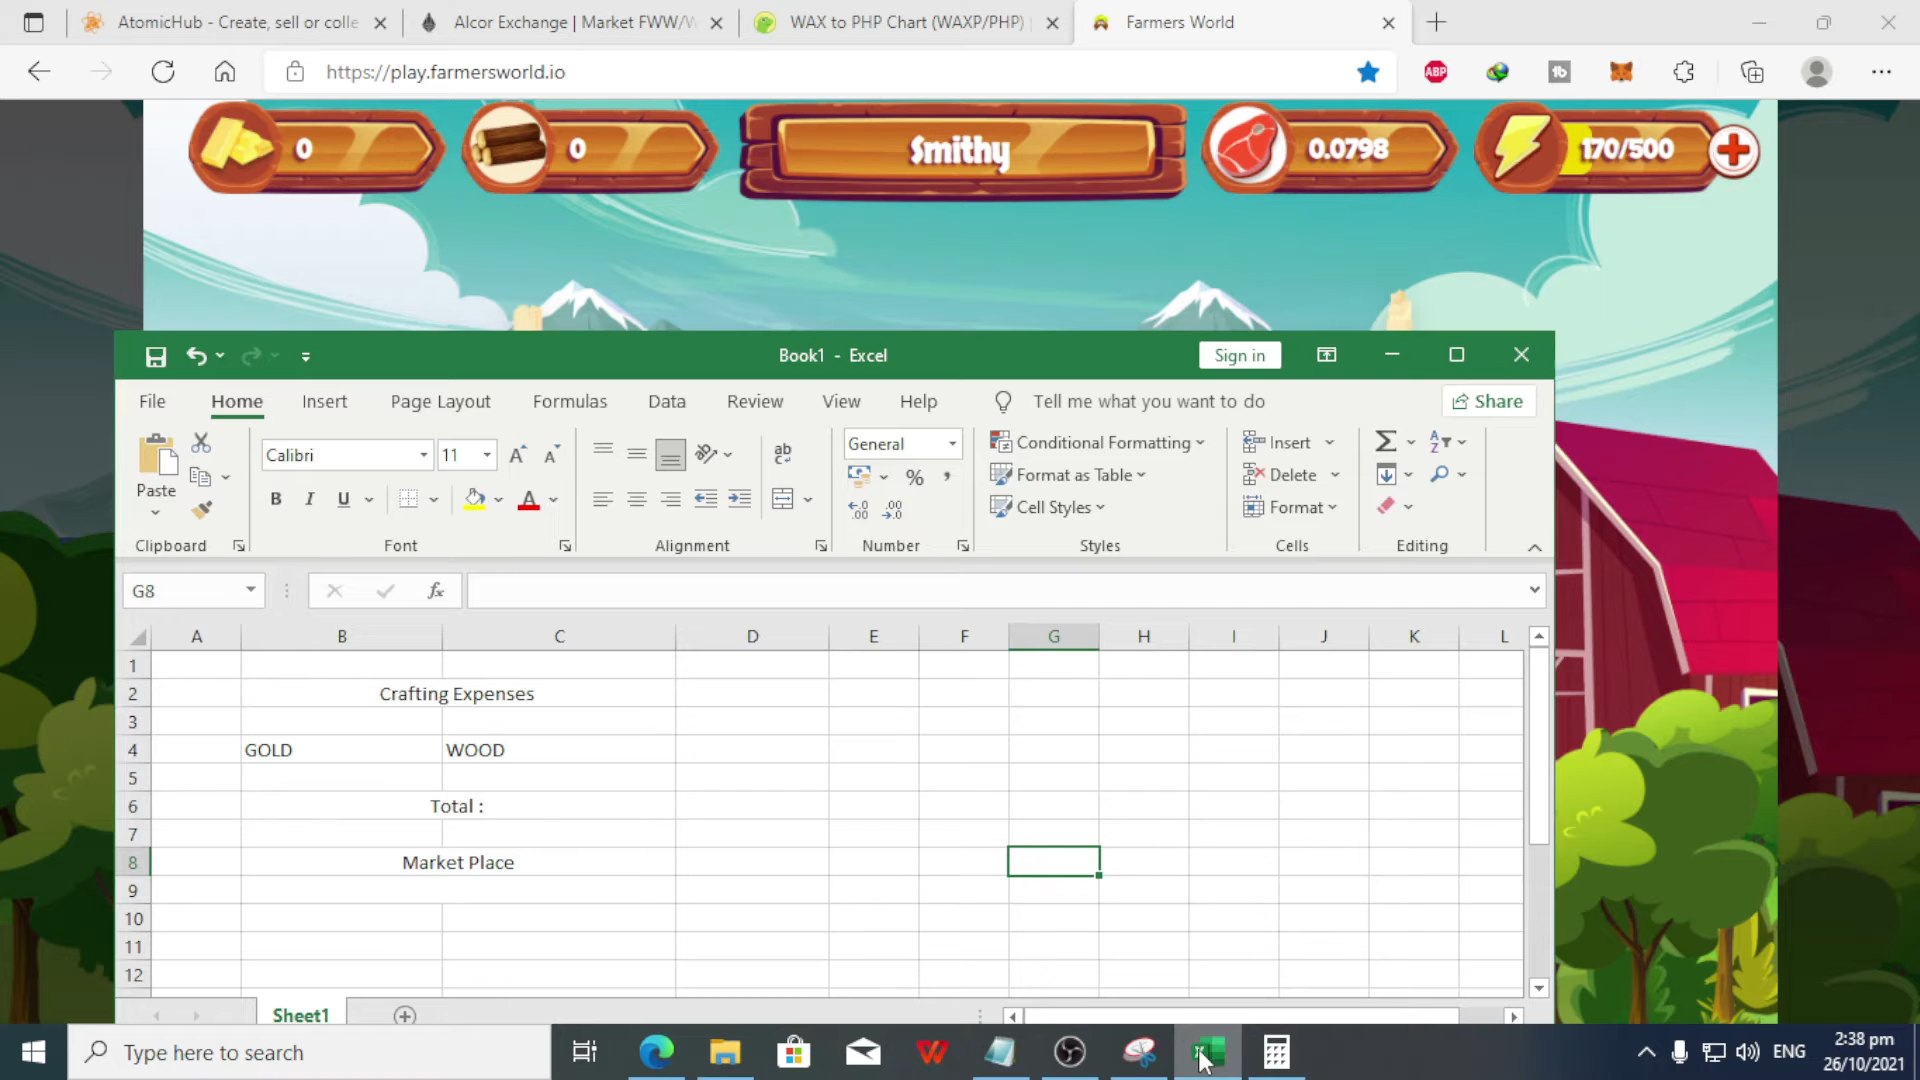 AtomicHub - Create, sell or colle
Alcor Exchange | Market FWW/W
WAX to PHP Chart (WAXP/PHP)
Farmers World
https://play.farmersworld.io
ABP
0
0
Smithy
0.0798
170/500
Book1 - Excel
Sign in
File
Home
Insert
Page Layout
Formulas
Data
Review
View
Help
Tell me what you want to do
Share
Paste
Calibri
11
General
Conditional Formatting
Format as Table
Cell Styles
Insert
Delete
Format
Clipboard
Font
Alignment
Number
Styles
Cells
Editing
G8
fx
A B C D E F G H I J K L
1
2 Crafting Expenses
3
4 GOLD WOOD
5
6 Total :
7
8 Market Place
9
10
11
12
Sheet1
Type here to search
ENG
2:38 pm
26/10/2021